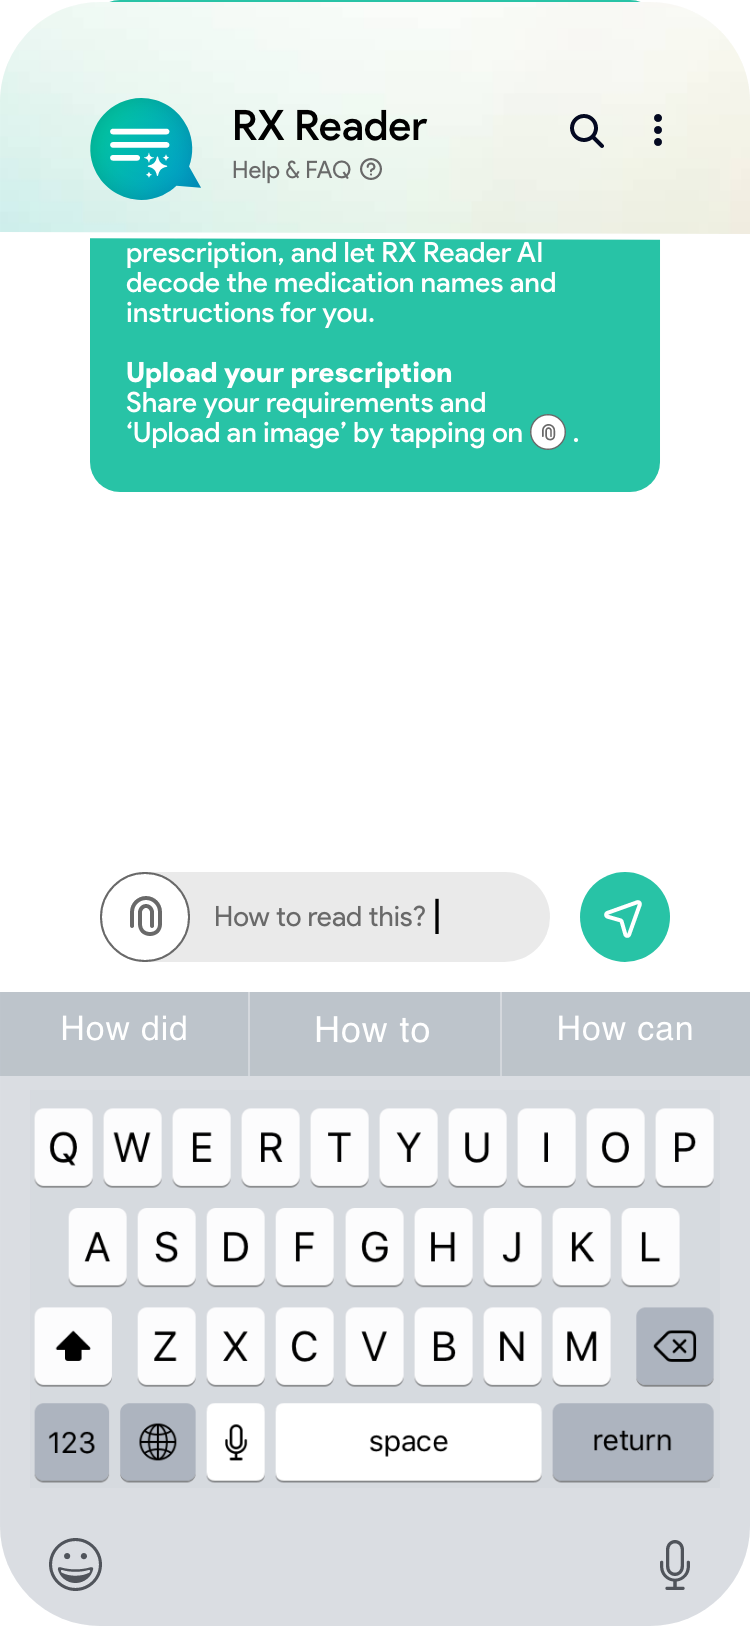 RX Reader
Help & FAQ
prescription, and let RX Reader AI
decode the medication names and
instructions for you.
Upload your prescription
Share your requirements and
‘Upload an image’ by tapping on .
How to read this?
How did
How to
How can
Q W E R T Y U I O P
A S D F G H J K L
Z X C V B N M
123
space
return